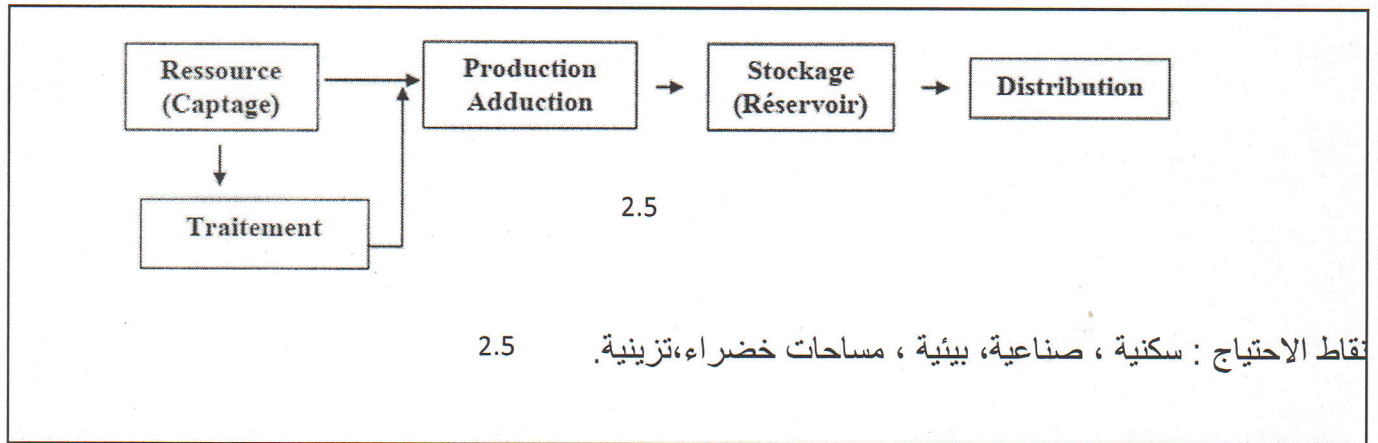 Ressource
(Captage)
Production
Adduction
Stockage
(Réservoir)
Distribution
Traitement
2.5
نقاط الاحتياج : سكنية ، صناعية، بيئية ، مساحات خضراء،تزينية. 2.5